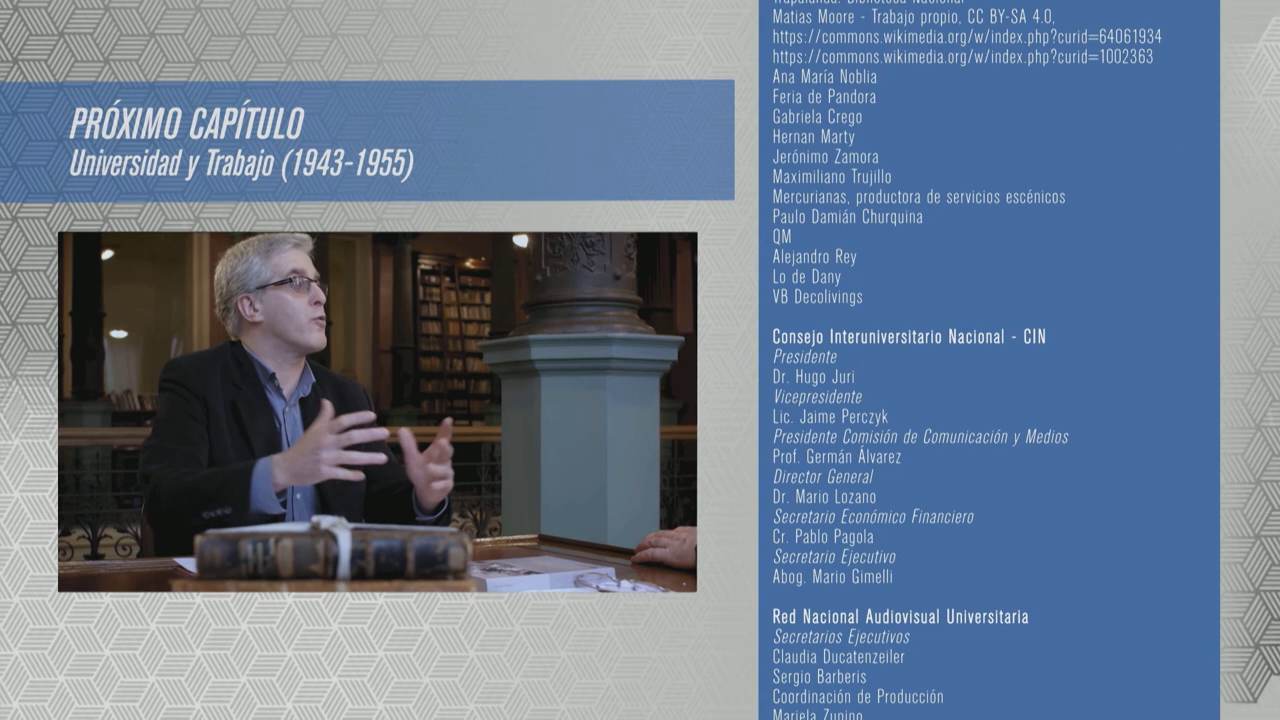 PRÓXIMO CAPÍTULO
Universidad y Trabajo (1943-1955)
Trapalanda. Biblioteca Nacional
Matias Moore - Trabajo propio, CC BY-SA 4.0,
https://commons.wikimedia.org/w/index.php?curid=64061934
https://commons.wikimedia.org/w/index.php?curid=1002363
Ana María Noblia
Feria de Pandora
Gabriela Crego
Hernan Marty
Jerónimo Zamora
Maximiliano Trujillo
Mercurianas, productora de servicios escénicos
Paulo Damián Churquina
QM
Alejandro Rey
Lo de Dany
VB Decolivings
Consejo Interuniversitario Nacional - CIN
Presidente
Dr. Hugo Juri
Vicepresidente
Lic. Jaime Perczyk
Presidente Comisión de Comunicación y Medios
Prof. Germán Álvarez
Director General
Dr. Mario Lozano
Secretario Económico Financiero
Cr. Pablo Pagola
Secretario Ejecutivo
Abog. Mario Gimelli
Red Nacional Audiovisual Universitaria
Secretarios Ejecutivos
Claudia Ducatenzeiler
Sergio Barberis
Coordinación de Producción
Mariela Zunino